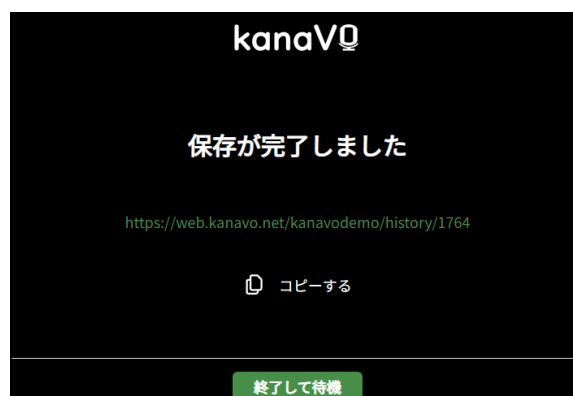 kanaVO
保存が完了しました
https://web.kanavo.net/kanavodemo/history/1764
コピーする
終了して待機